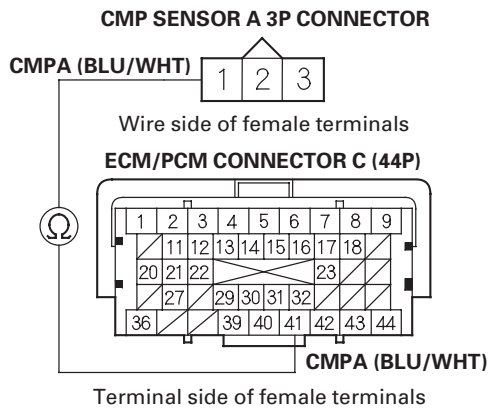 CMP SENSOR A 3P CONNECTOR
CMPA (BLU/WHT)
1 2 3
Wire side of female terminals
ECM/PCM CONNECTOR C (44P)
Ω
1 2 3 4 5 6 7 8 9
11 12 13 14 15 16 17 18
20 21 22 23
27 29 30 31 32
36 39 40 41 42 43 44
CMPA (BLU/WHT)
Terminal side of female terminals